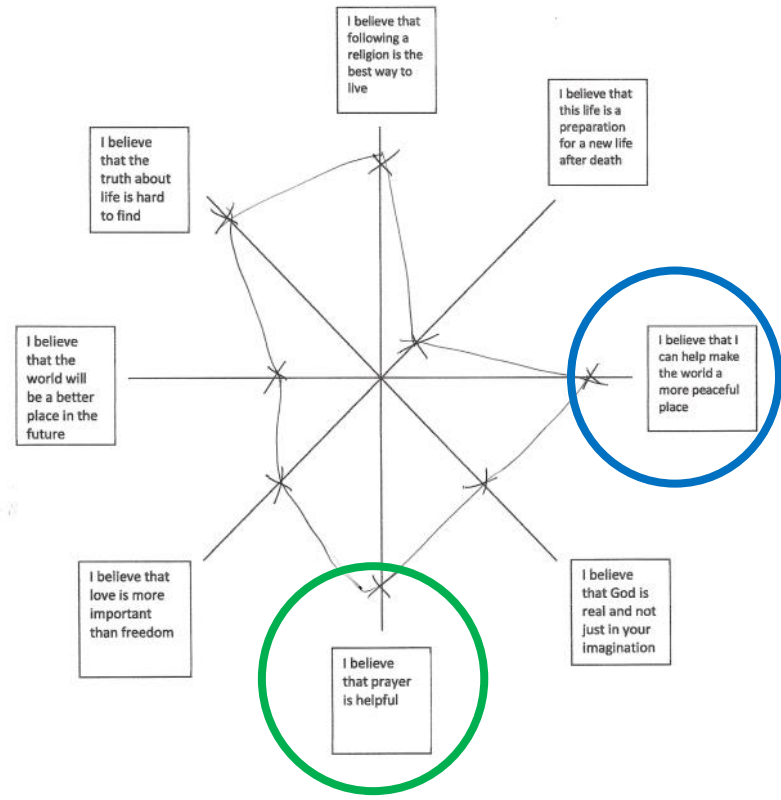 I believe that
following a
religion is the
best way to
live
I believe that
this life is a
preparation
for a new life
after death
I believe
that the
truth about
life is hard
to find
I believe
that the
world will
be a better
place in the
future
I believe that I
can help make
the world a
more peaceful
place
I believe that
love is more
important
than freedom
I believe
that prayer
is helpful
I believe
that God is
real and not
just in your
imagination